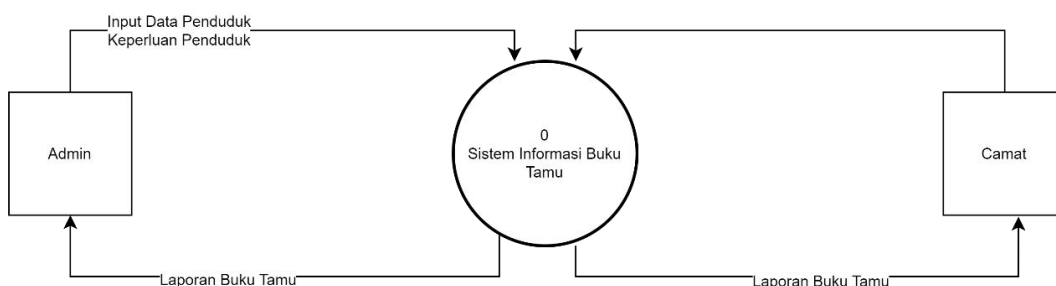 Input Data Penduduk
Keperluan Penduduk
Admin
0
Sistem Informasi Buku
Tamu
Camat
Laporan Buku Tamu
Laporan Buku Tamu